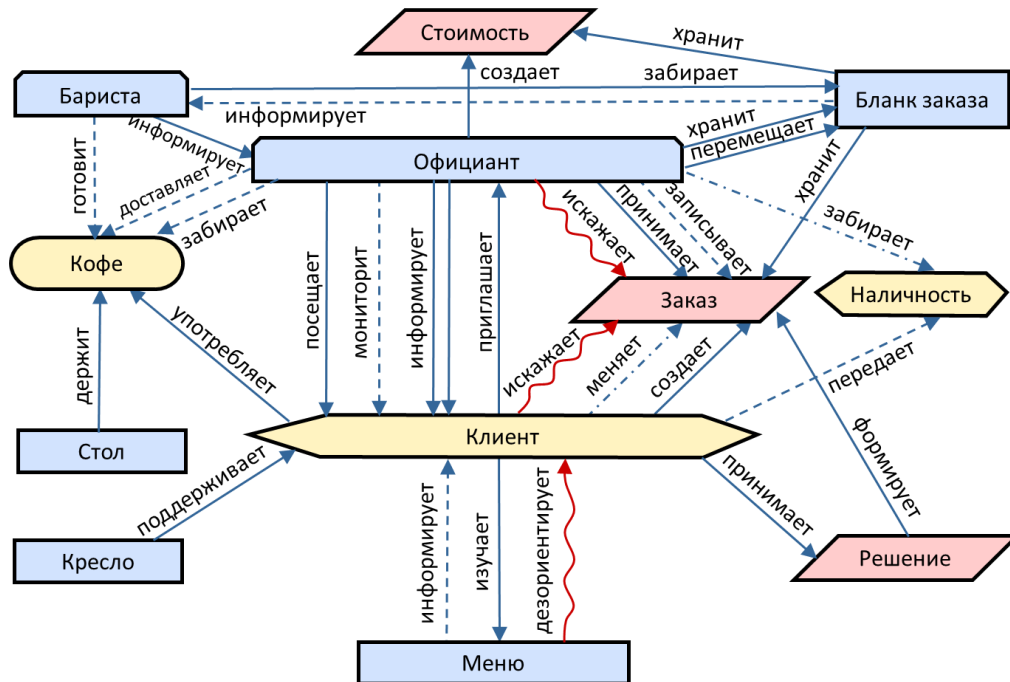 Стоимость
хранит
создает
забирает
Бариста
Бланк заказа
информирует
информирует
хранит
перемещает
Официант
готовит
доставляет
забирает
искажает
принимает
записывает
хранит
забирает
Кофе
посещает
мониторит
информирует
приглашает
Заказ
Наличность
держит
употребляет
искажает
меняет
создает
передает
Стол
Клиент
поддерживает
принимает
формирует
Кресло
информирует
изучает
дезориентирует
Решение
Меню